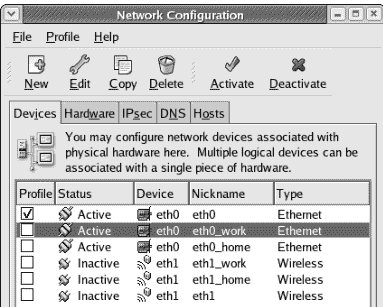 Network Configuration
File Profile Help
New Edit Copy Delete Activate Deactivate
Devices Hardware IPsec DNS Hosts
You may configure network devices associated with
physical hardware here. Multiple logical devices can be
associated with a single piece of hardware.
Profile Status Device Nickname Type
Active eth0 eth0 Ethernet
Active eth0 eth0_work Ethernet
Active eth0 eth0_home Ethernet
Inactive eth1 eth1_work Wireless
Inactive eth1 eth1_home Wireless
Inactive eth1 eth1 Wireless